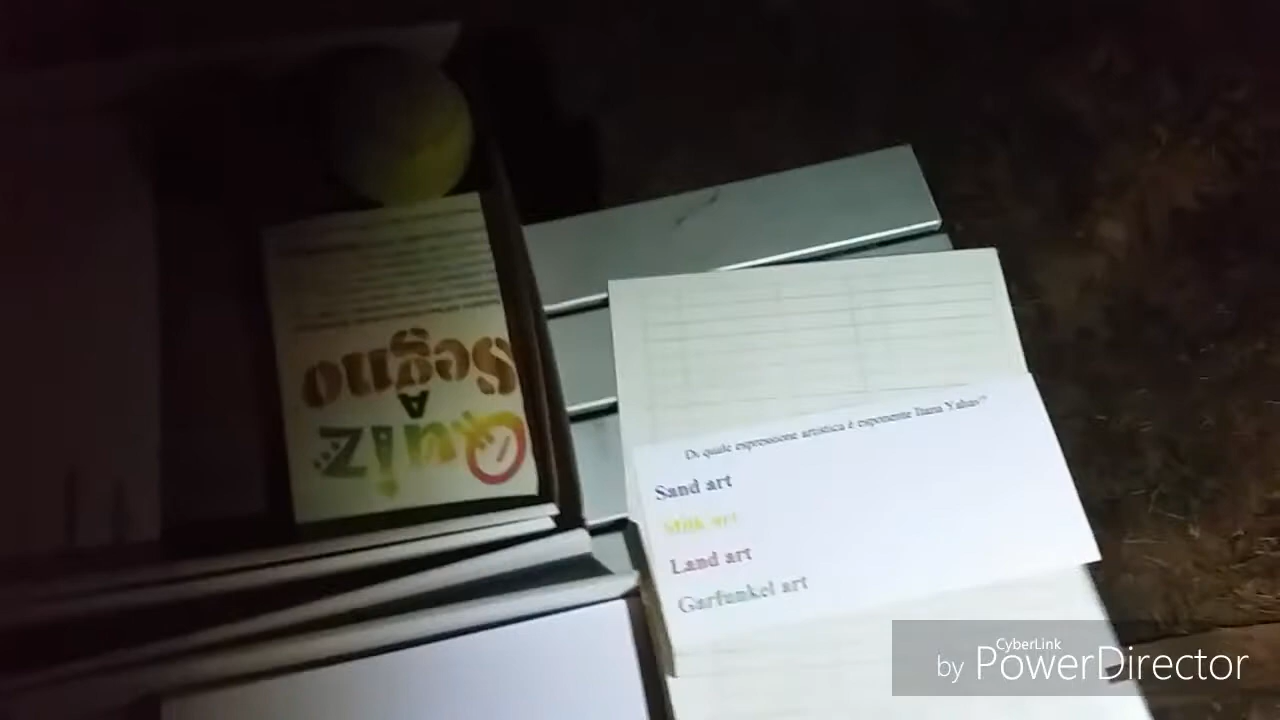 Quiz
A
Segno
Di quale espressione artistica è esponente Ilana Yahav?
Sand art
Milk art
Land art
Garfunkel art
CyberLink
by PowerDirector